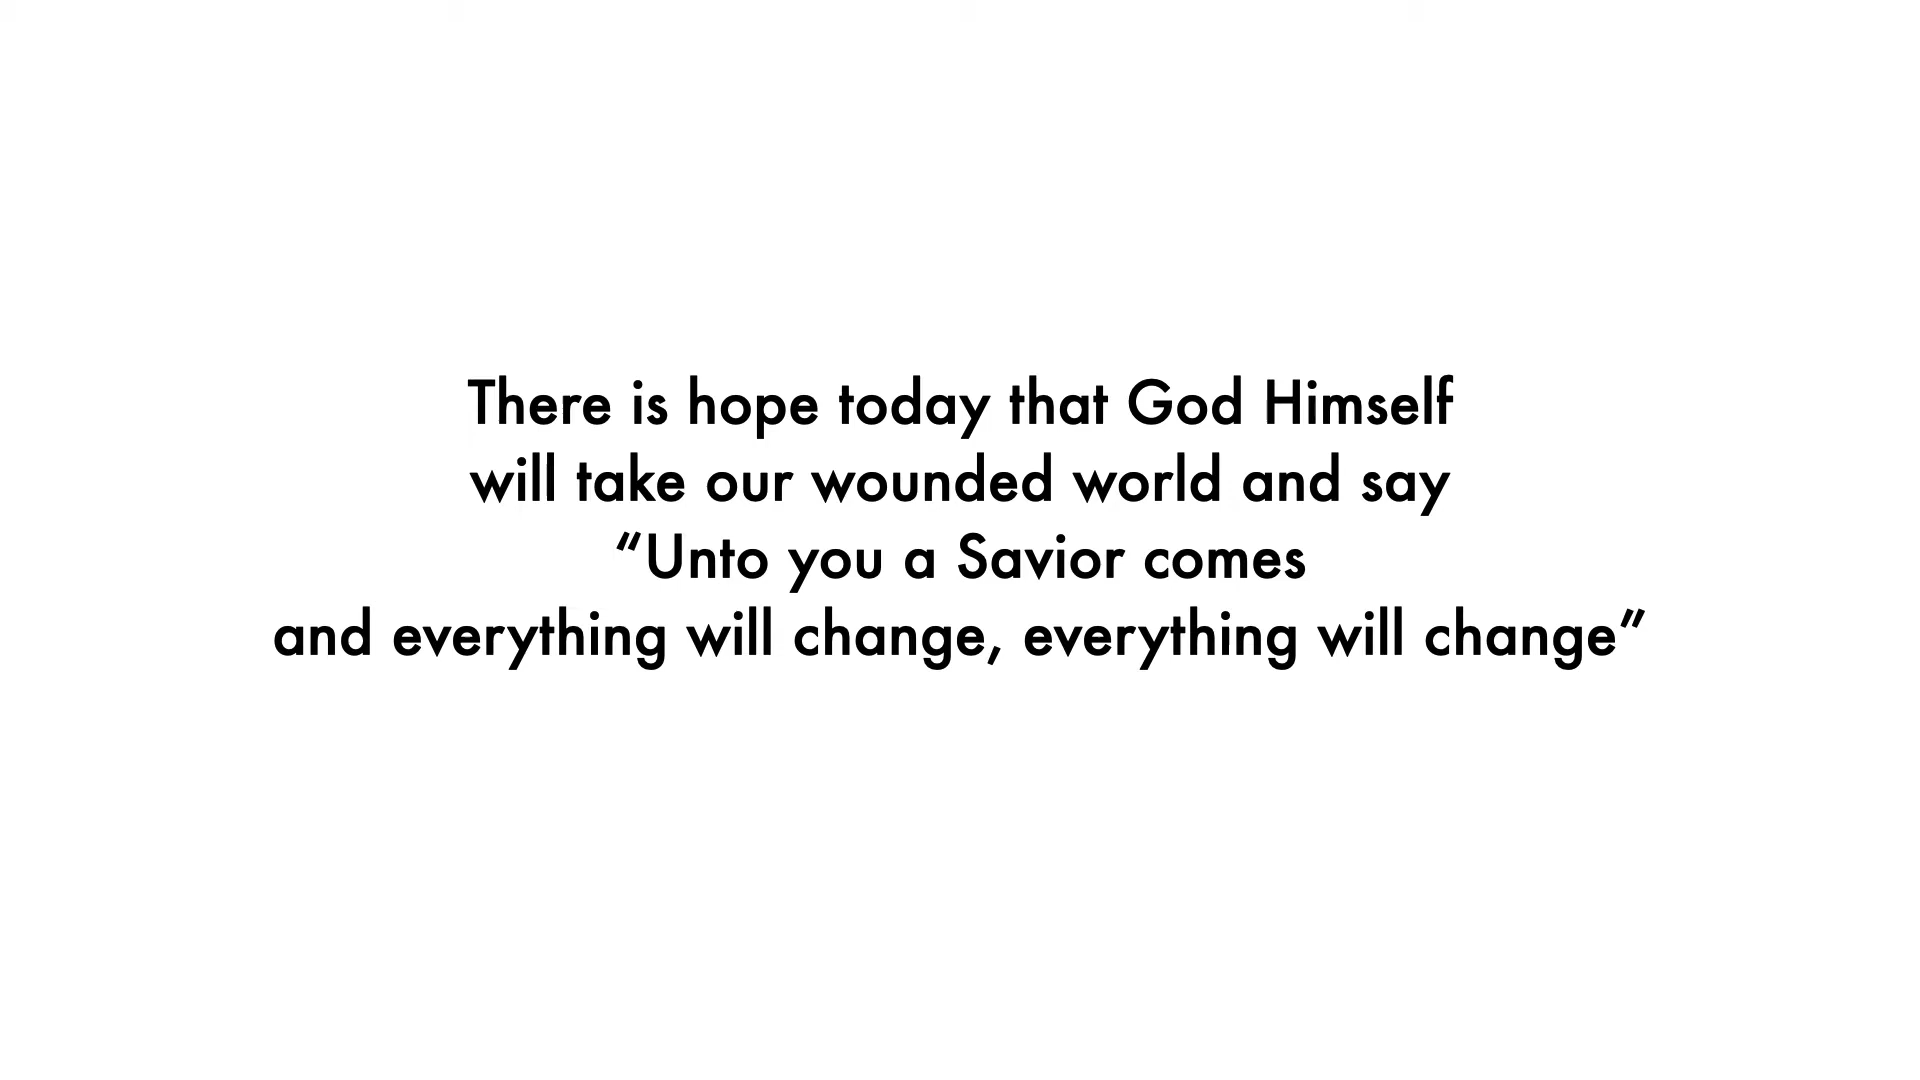 There is hope today that God Himself
will take our wounded world and say
“Unto you a Savior comes
and everything will change, everything will change”